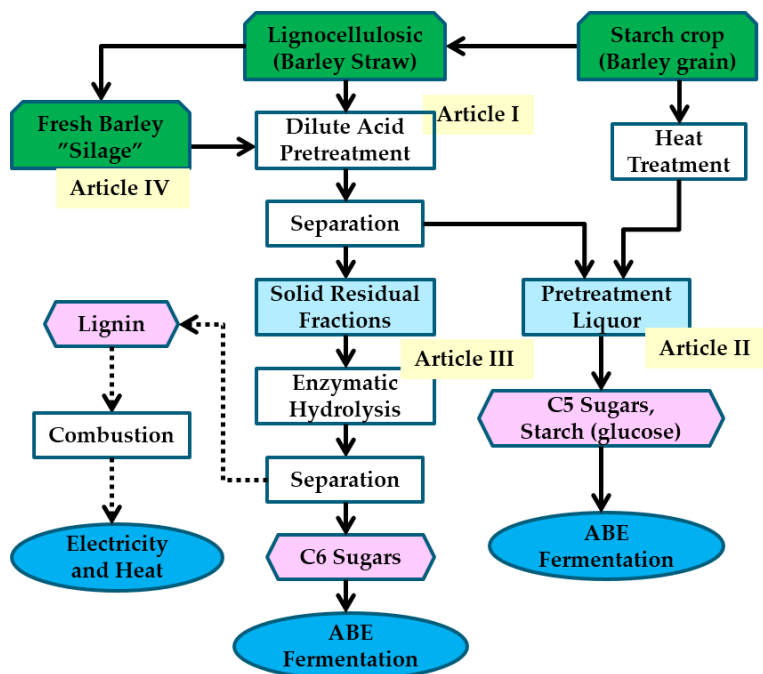 Lignocellulosic
(Barley Straw)
Starch crop
(Barley grain)
Fresh Barley
”Silage”
Article IV
Dilute Acid
Pretreatment
Article I
Heat
Treatment
Separation
Solid Residual
Fractions
Pretreatment
Liquor
Article II
Lignin
Article III
Enzymatic
Hydrolysis
C5 Sugars,
Starch (glucose)
Combustion
Separation
Electricity
and Heat
C6 Sugars
ABE
Fermentation
ABE
Fermentation